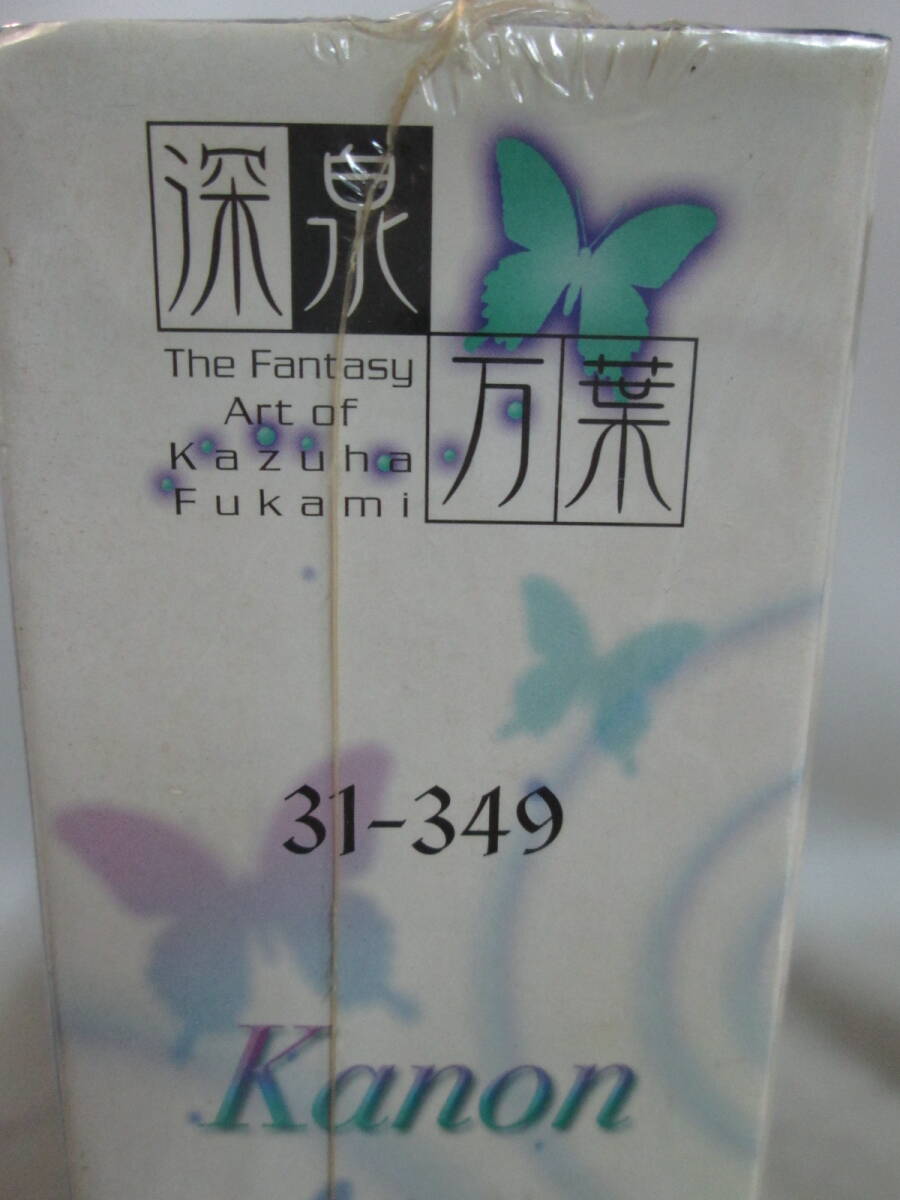 深泉
万葉
The Fantasy
Art of
Kazuha
Fukami
31-349
Kanon